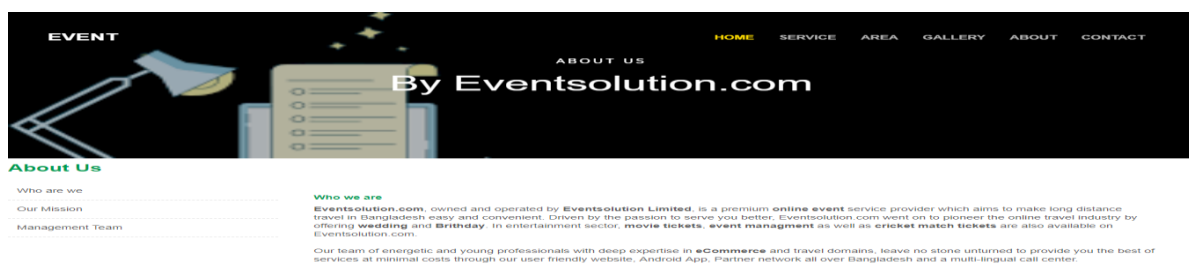 EVENT
HOME SERVICE AREA GALLERY ABOUT CONTACT
ABOUT US
By Eventsolution.com
About Us
Who are we
Our Mission
Management Team
Who we are
Eventsolution.com, owned and operated by Eventsolution Limited, is a premium online event service provider which aims to make long distance
travel in Bangladesh easy and convenient. Driven by the passion to serve you better, Eventsolution.com went on to pioneer the online travel industry by
offering wedding and Brithday. In entertainment sector, movie tickets, event managment as well as cricket match tickets are also available on
Eventsolution.com.
Our team of energetic and young professionals with deep expertise in eCommerce and travel domains, leave no stone unturned to provide you the best of
services at minimal costs through our user friendly website, Android App, Partner network all over Bangladesh and a multi-lingual call center.